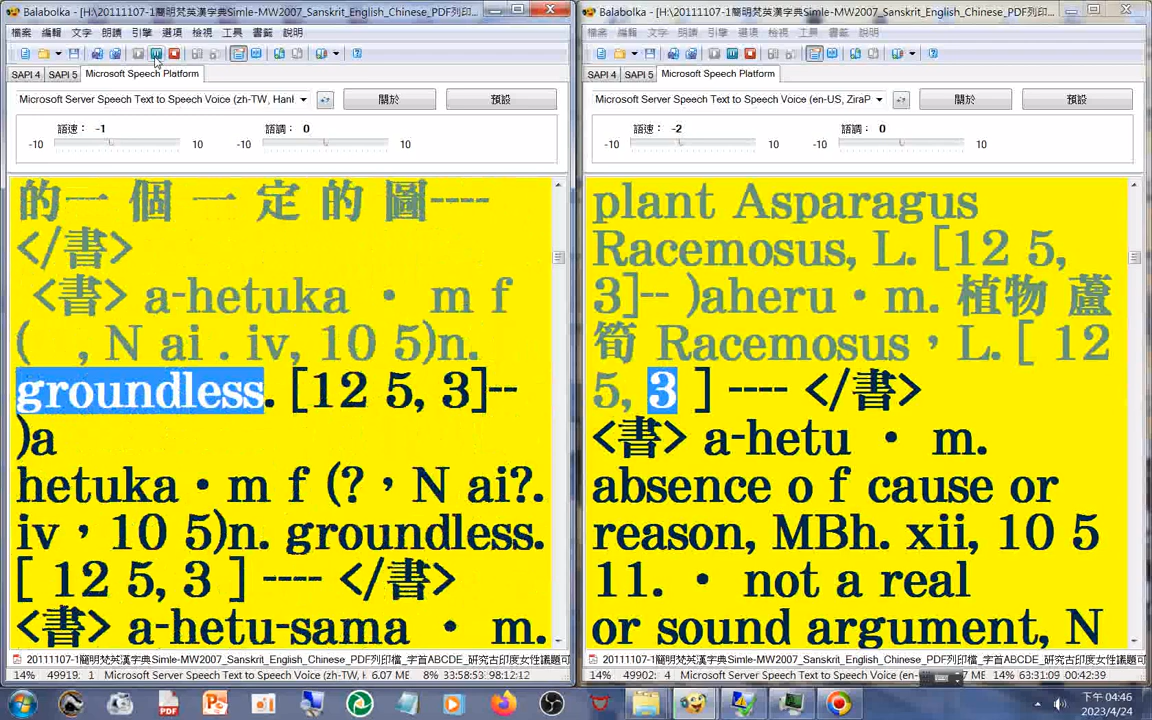 Balabolka - [H:\20111107-1簡明梵英漢字典Simle-MW2007_Sanskrit_English_Chinese_PDF列印...
檔案 編輯 文字 朗讀 引擎 選項 檢視 工具 書籤 說明
SAPI 4 SAPI 5 Microsoft Speech Platform
Microsoft Server Speech Text to Speech Voice (zh-TW, Hanl 關於 預設
語速： -1 語調： 0
-10 10 -10 10
的一 個 一 定 的 圖----
</書>
<書> a-hetuka • m f
( , N ai . iv, 10 5)n.
groundless. [12 5, 3]--
)a
hetuka • m f (?，N ai?.
iv，10 5)n. groundless.
[ 12 5, 3 ] ---- </書>
<書> a-hetu-sama • m.
20111107-1簡明梵英漢字典Simle-MW2007_Sanskrit_English_Chinese_PDF列印檔_字首ABCDE_研究古印度女性議題可
14% 49919: 1 Microsoft Server Speech Text to Speech Voice (zh-TW, H 6.07 ME 8% 33:58:53 98:12:12
Balabolka - [H:\20111107-1簡明梵英漢字典Simle-MW2007_Sanskrit_English_Chinese_PDF列印...
檔案 編輯 文字 朗讀 引擎 選項 檢視 工具 書籤 說明
SAPI 4 SAPI 5 Microsoft Speech Platform
Microsoft Server Speech Text to Speech Voice (en-US, ZiraP 關於 預設
語速： -2 語調： 0
-10 10 -10 10
plant Asparagus
Racemosus, L. [12 5,
3]-- )aheru • m. 植物 蘆
筍 Racemosus，L. [ 12
5, 3 ] ---- </書>
<書> a-hetu • m.
absence o f cause or
reason, MBh. xii, 10 5
11. • not a real
or sound argument, N
20111107-1簡明梵英漢字典Simle-MW2007_Sanskrit_English_Chinese_PDF列印檔_字首ABCDE_研究古印度女性議題可
14% 49902: 4 Microsoft Server Speech Text to Speech Voice (en-U ME 14% 63:31:09 00:42:39
下午 04:46
2023/4/24